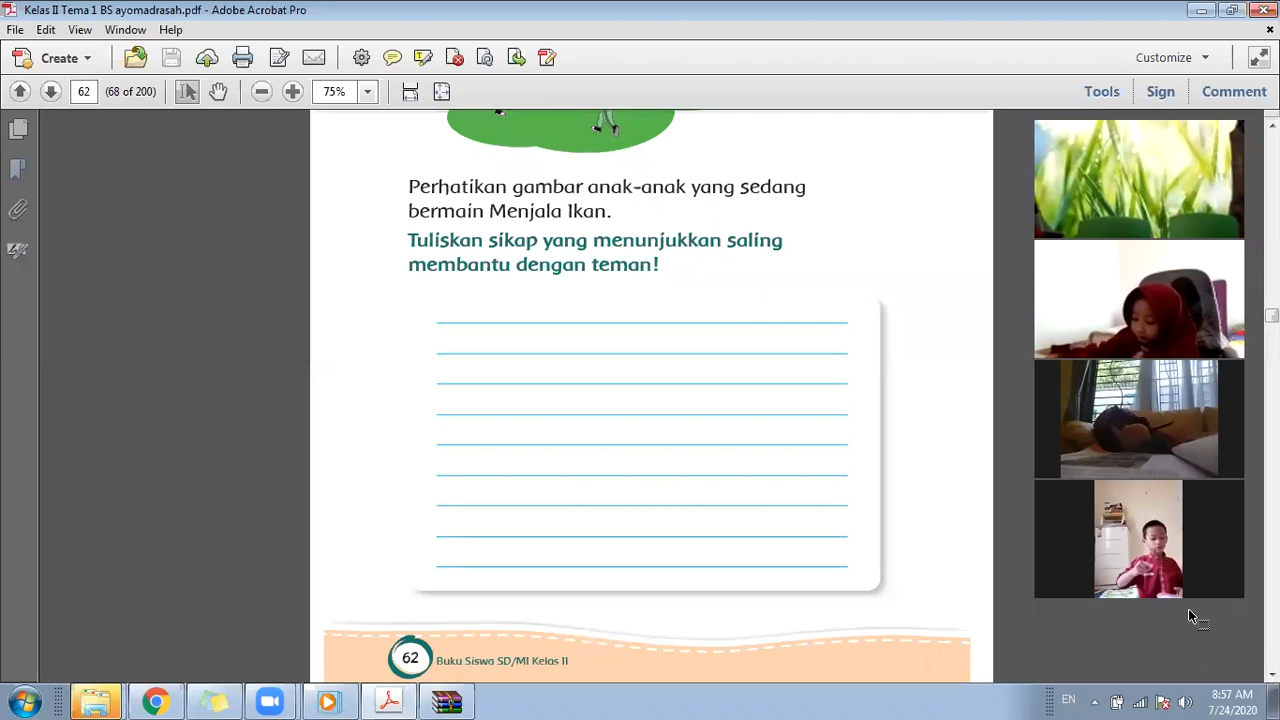 Kelas II Tema 1 BS ayomadrasah.pdf - Adobe Acrobat Pro
File Edit View Window Help
Create
Customize
62 (68 of 200) 75%
Tools Sign Comment
Perhatikan gambar anak-anak yang sedang
bermain Menjala Ikan.
Tuliskan sikap yang menunjukkan saling
membantu dengan teman!
62 Buku Siswa SD/MI Kelas II
EN
8:57 AM
7/24/2020